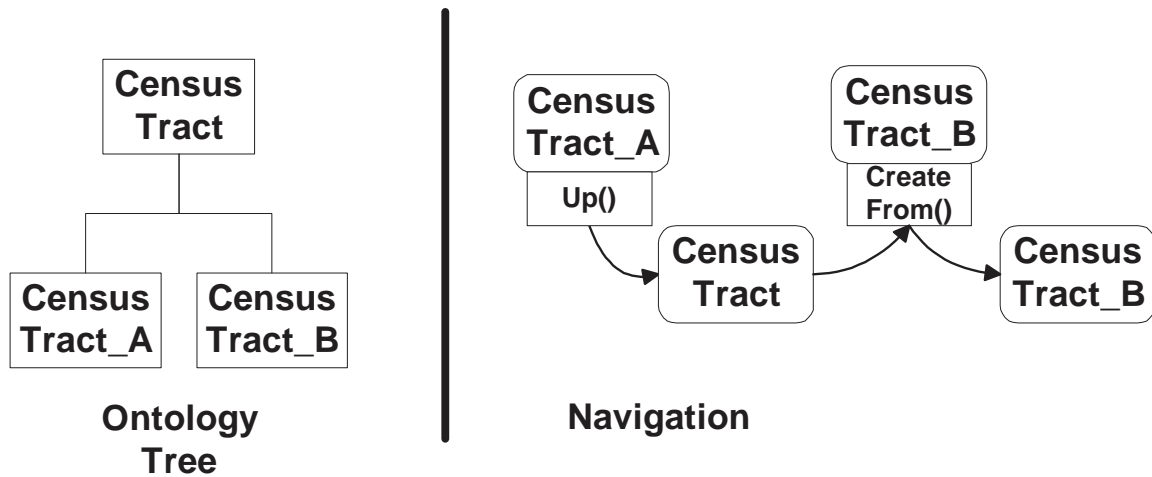 Census
Tract
Census
Tract_A
Census
Tract_B
Ontology
Tree
Census
Tract_A
Up()
Census
Tract
Census
Tract_B
Create
From()
Census
Tract_B
Navigation